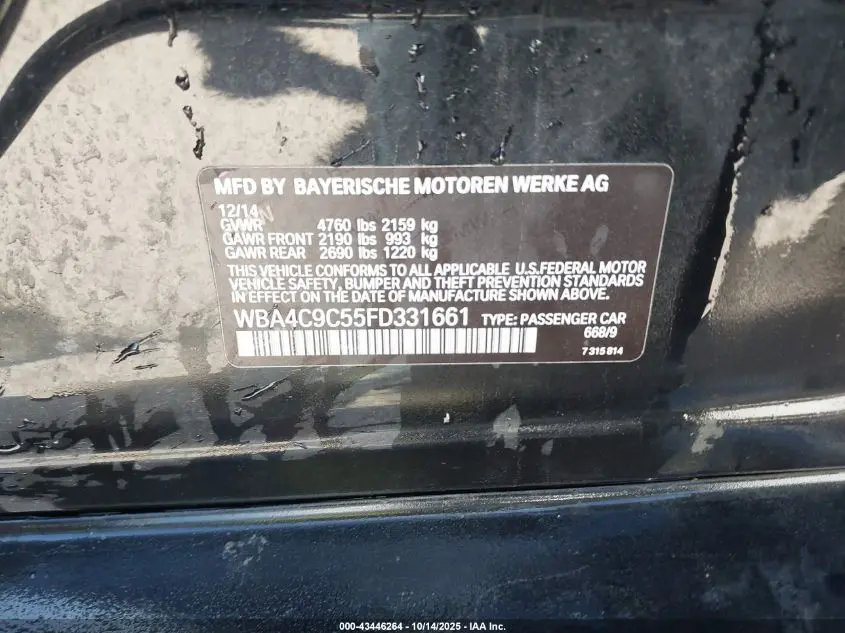 MFD BY BAYERISCHE MOTOREN WERKE AG
12/14
GVWR 4760 lbs 2159 kg
GAWR FRONT 2190 lbs 993 kg
GAWR REAR 2690 lbs 1220 kg
THIS VEHICLE CONFORMS TO ALL APPLICABLE U.S.FEDERAL MOTOR
VEHICLE SAFETY, BUMPER AND THEFT PREVENTION STANDARDS
IN EFFECT ON THE DATE OF MANUFACTURE SHOWN ABOVE.
WBA4C9C55FD331661 TYPE: PASSENGER CAR
668/9
7 315 814
000-43446264 | 10/14/2025 | IAA Inc.